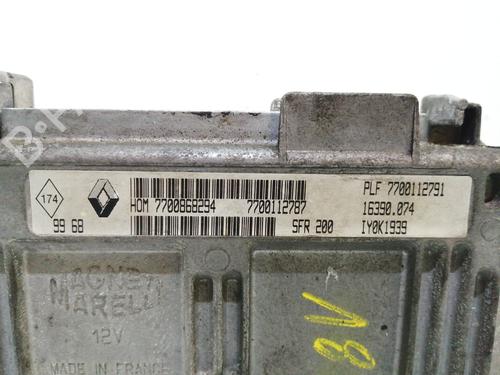 174
99 68
HOM 7700868294 7700112787
SFR 200
PLF 7700112791
16390.074
IY0K1939
MAGNETI
MARELLI
12V
MADE IN FRANCE
8V